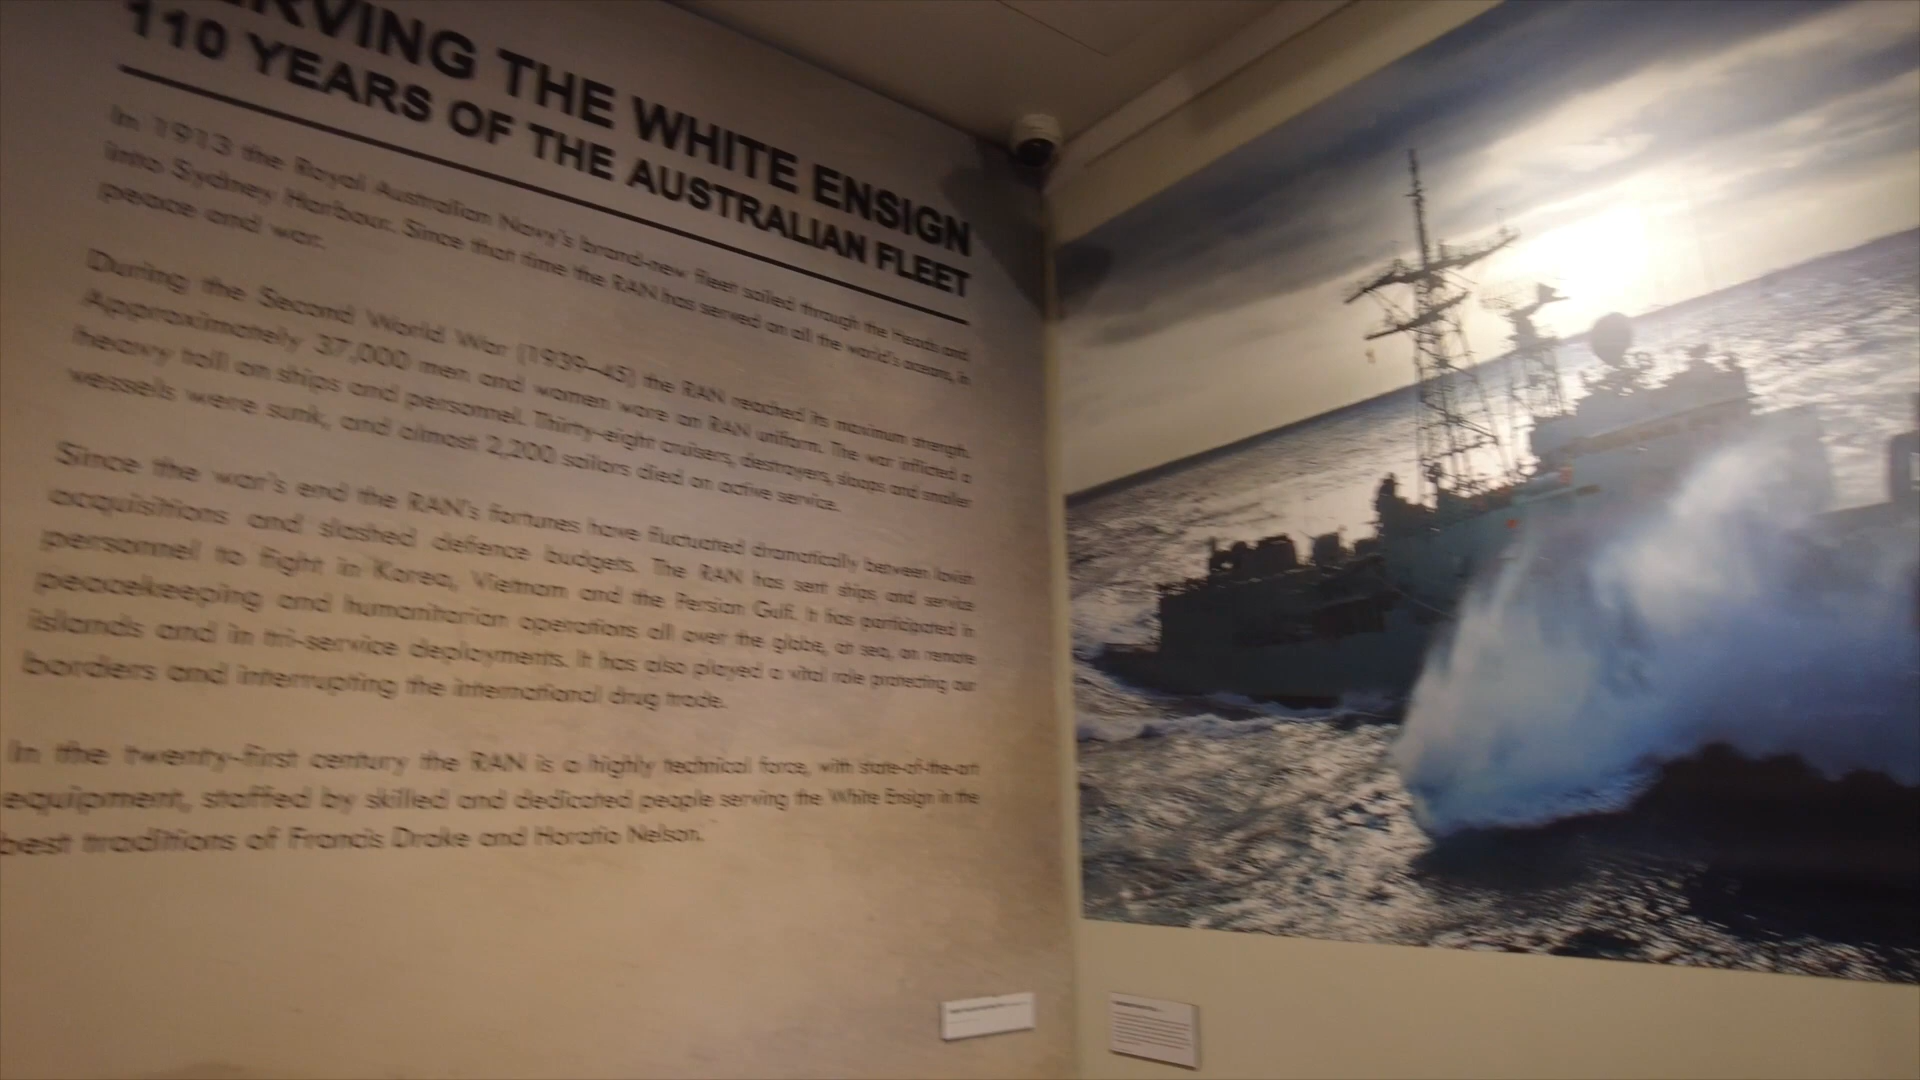 SERVING THE WHITE ENSIGN
110 YEARS OF THE AUSTRALIAN FLEET
In 1913 the Royal Australian Navy's brand-new fleet sailed through the Heads and
into Sydney Harbour. Since that time the RAN has served on all the world's oceans, in
peace and war.
During the Second World War (1939–45) the RAN reached its maximum strength.
Approximately 37,000 men and women wore an RAN uniform. The war inflicted a
heavy toll on ships and personnel. Thirty-eight cruisers, destroyers, sloops and smaller
vessels were sunk, and almost 2,200 sailors died on active service.
Since the war's end the RAN's fortunes have fluctuated dramatically between lavish
acquisitions and slashed defence budgets. The RAN has sent ships and service
personnel to fight in Korea, Vietnam and the Persian Gulf. It has participated in
peacekeeping and humanitarian operations all over the globe, at sea, on remote
islands and in tri-service deployments. It has also played a vital role protecting our
borders and interrupting the international drug trade.
In the twenty-first century the RAN is a highly technical force, with state-of-the-art
equipment, staffed by skilled and dedicated people serving the White Ensign in the
best traditions of Francis Drake and Horatio Nelson.